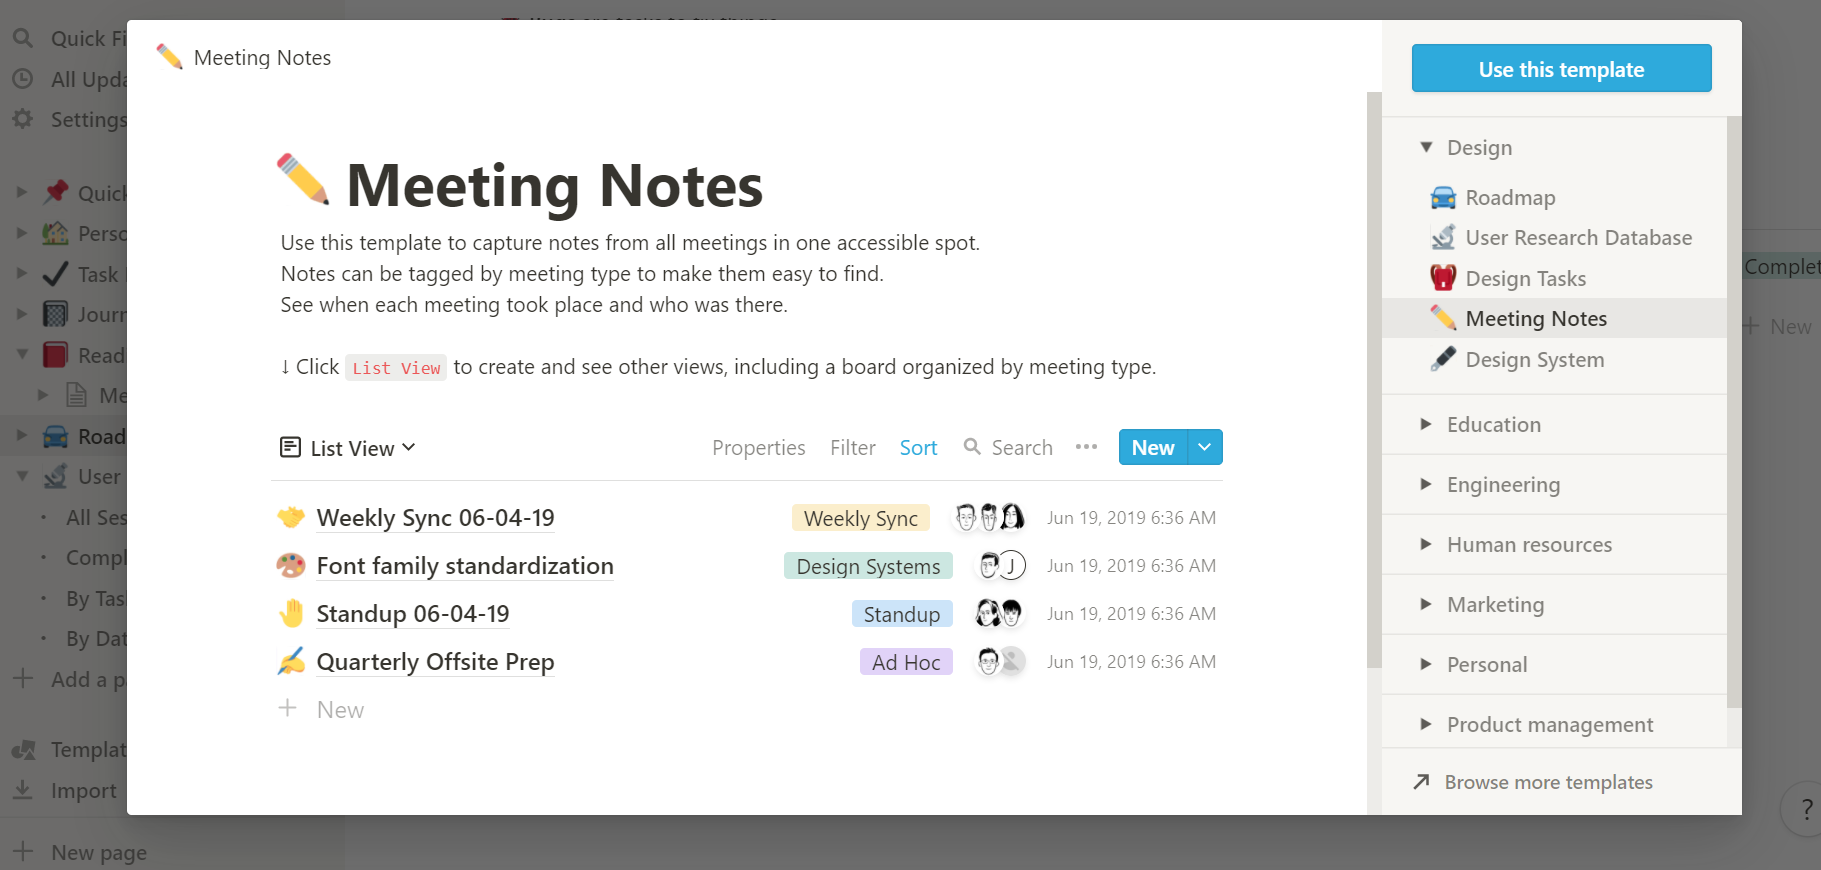 Quick Fi
All Upda
Settings
Quick
Perso
Task
Journ
Read
Me
Road
User
All Ses
Compl
By Tas
By Dat
Add a pa
Templat
Import
New page
Meeting Notes
Meeting Notes
Use this template to capture notes from all meetings in one accessible spot.
Notes can be tagged by meeting type to make them easy to find.
See when each meeting took place and who was there.
↓ Click List View to create and see other views, including a board organized by meeting type.
List View Properties Filter Sort Search ••• New
Weekly Sync 06-04-19 Weekly Sync Jun 19, 2019 6:36 AM
Font family standardization Design Systems J Jun 19, 2019 6:36 AM
Standup 06-04-19 Standup Jun 19, 2019 6:36 AM
Quarterly Offsite Prep Ad Hoc Jun 19, 2019 6:36 AM
+ New
Use this template
Design
Roadmap
User Research Database
Design Tasks
Meeting Notes
Design System
Education
Engineering
Human resources
Marketing
Personal
Product management
Browse more templates
Complet
+ New
?